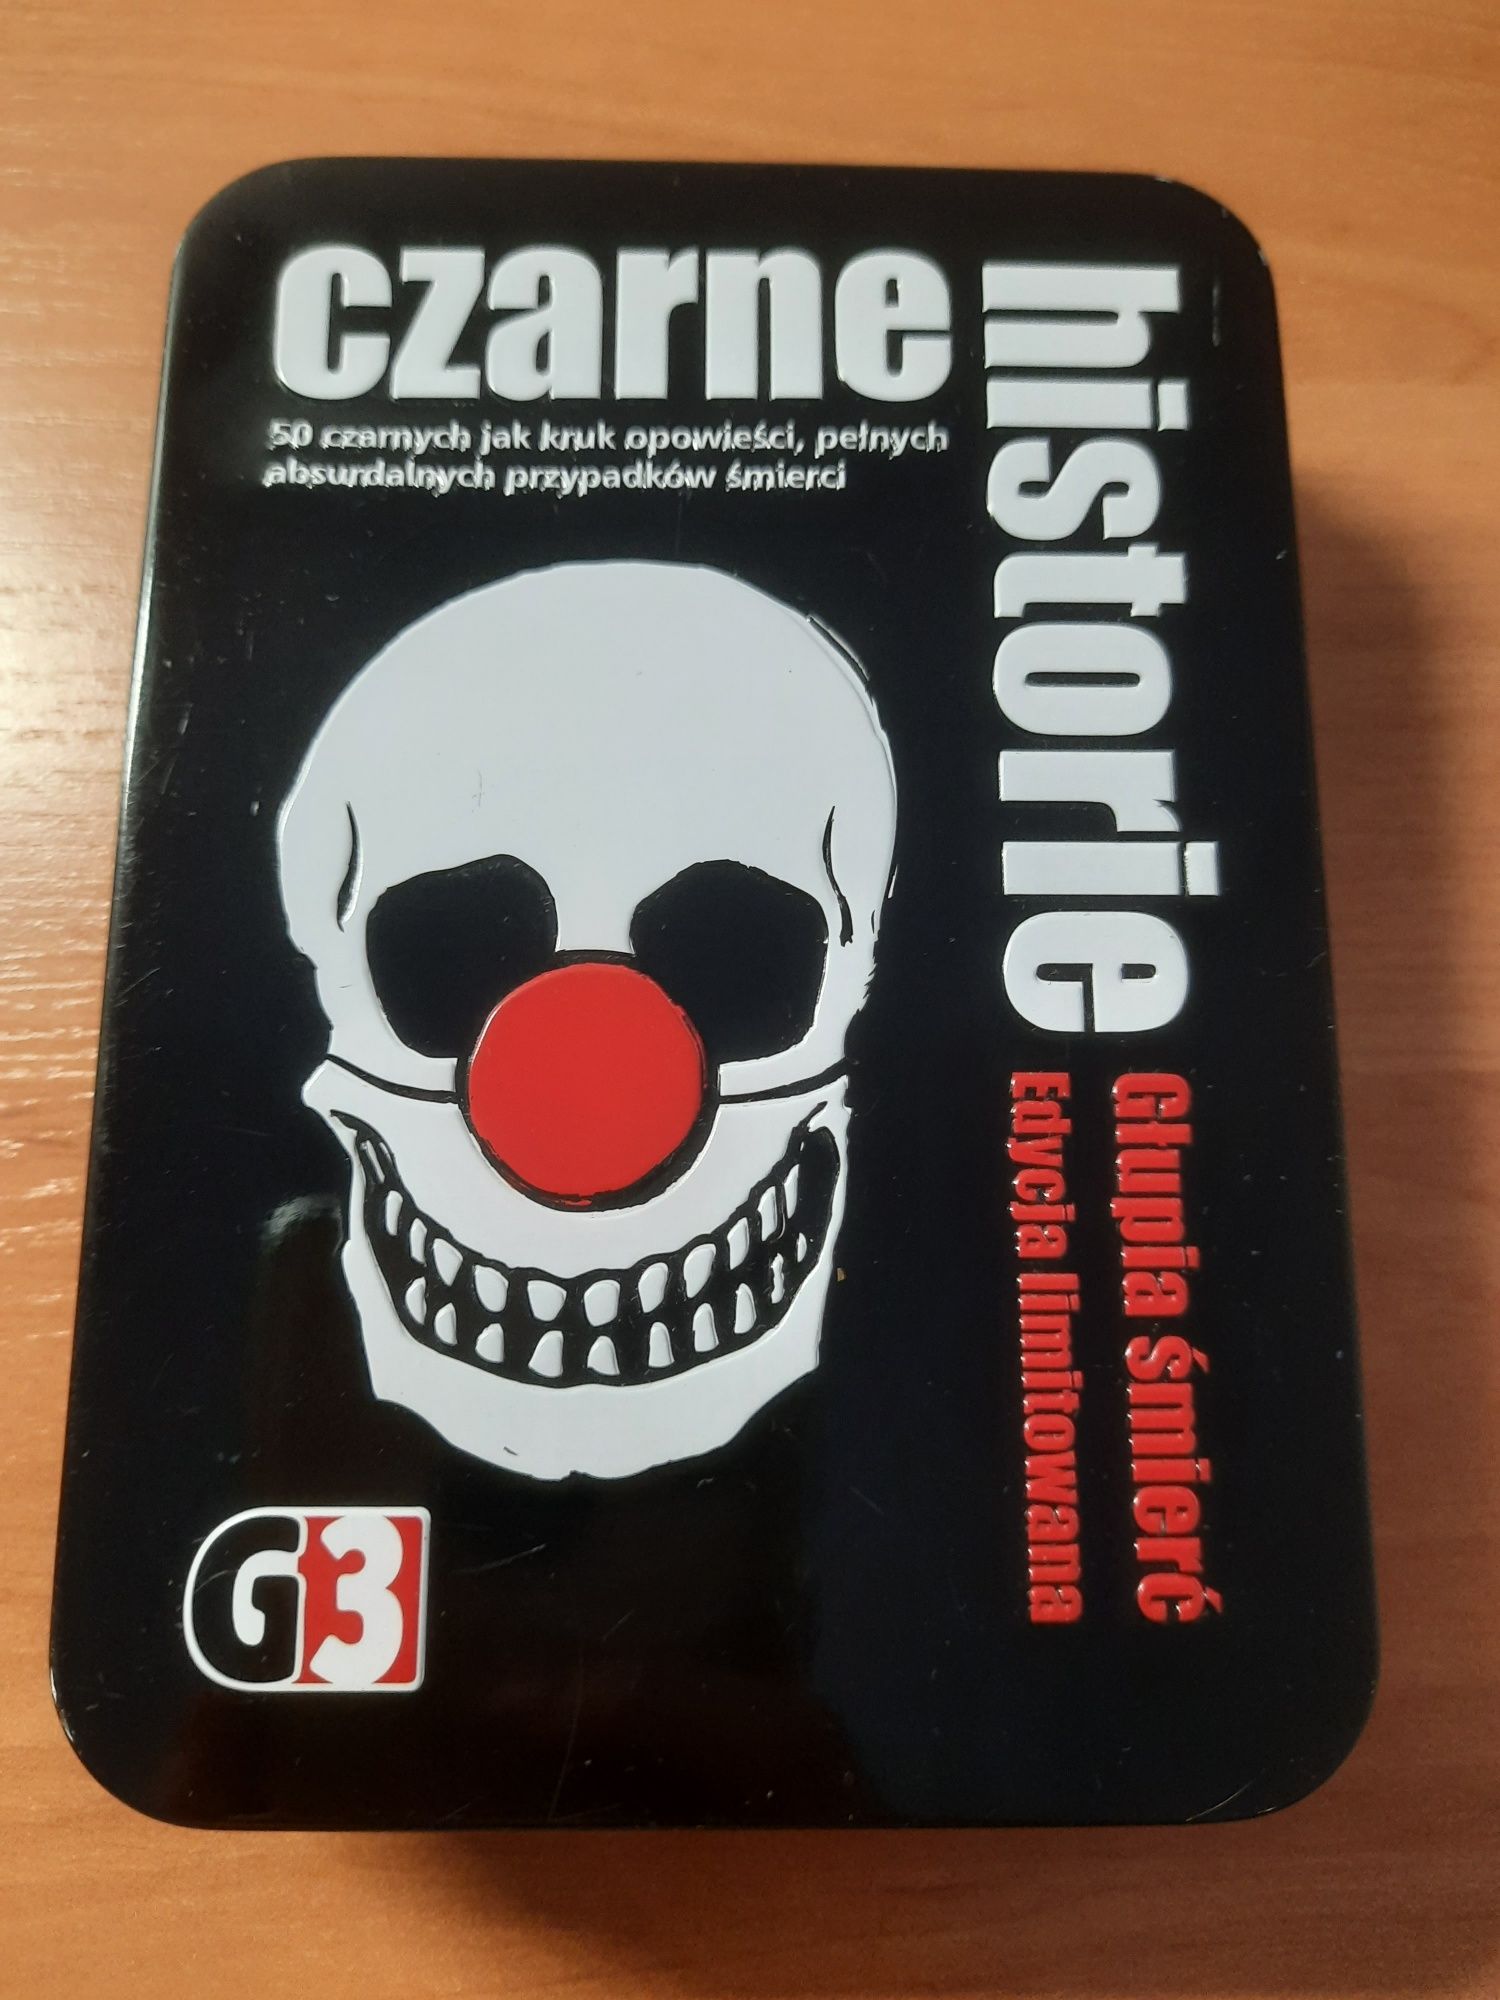 czarne
historie
50 czarnych jak kruk opowieści, pełnych
absurdalnych przypadków śmierci
Głupia śmierć
Edycja limitowana
G3